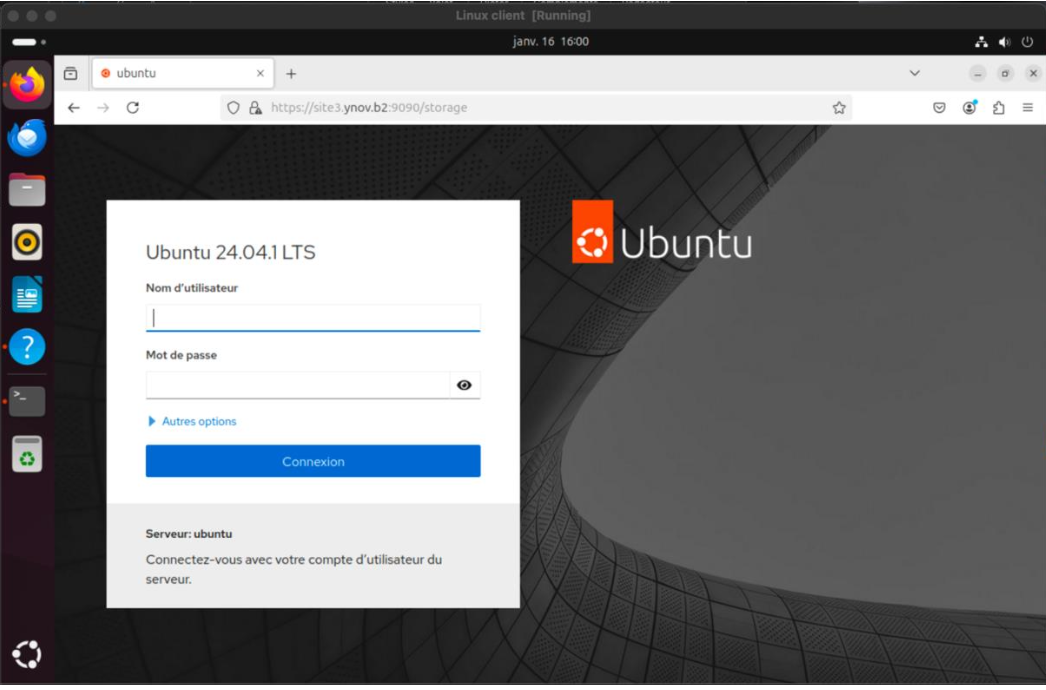 Linux client [Running]
janv. 16 16:00
ubuntu
https://site3.ynov.b2:9090/storage
Ubuntu 24.04.1 LTS
Nom d'utilisateur
Mot de passe
Autres options
Connexion
Serveur: ubuntu
Connectez-vous avec votre compte d'utilisateur du
serveur.
Ubuntu